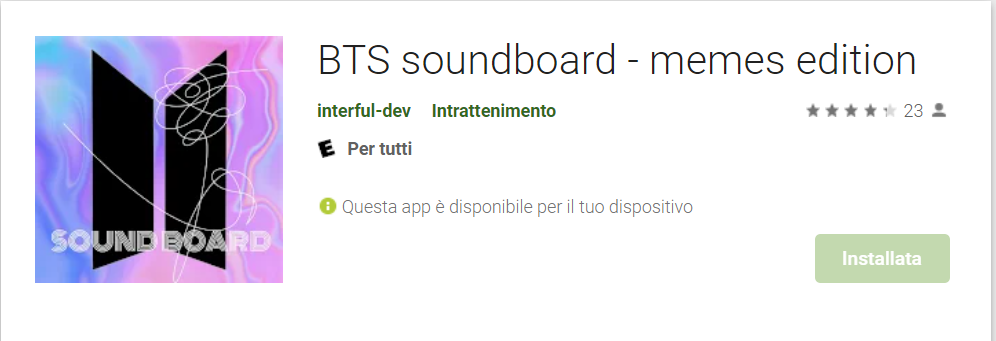 BTS soundboard - memes edition
interful-dev Intrattenimento 23
E Per tutti
Questa app è disponibile per il tuo dispositivo
SOUND BOARD
Installata